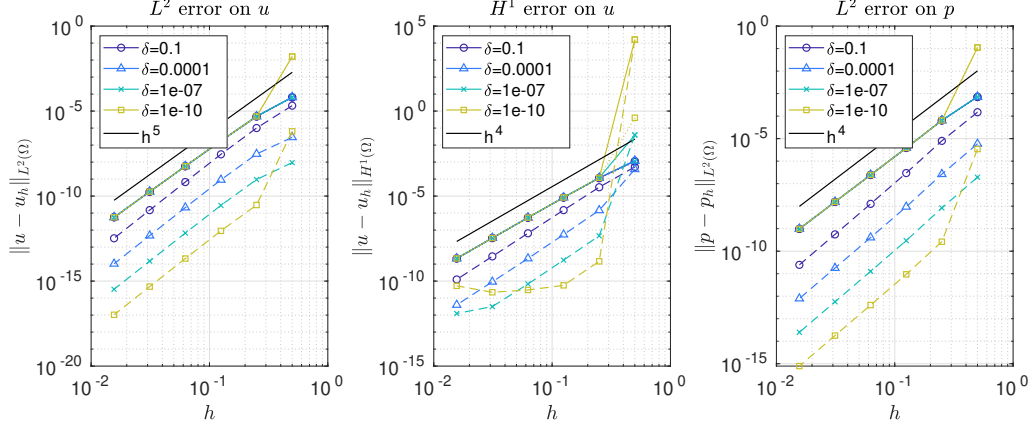 L² error on u
10⁰
10⁻⁵
10⁻¹⁰
10⁻¹⁵
10⁻²⁰
||u − uₕ||L²(Ω)
δ=0.1
δ=0.0001
δ=1e-07
δ=1e-10
h⁵
10⁻²
10⁻¹
10⁰
h
H¹ error on u
10⁵
10⁰
10⁻⁵
10⁻¹⁰
10⁻¹⁵
||u − uₕ||H¹(Ω)
δ=0.1
δ=0.0001
δ=1e-07
δ=1e-10
h⁴
10⁻²
10⁻¹
10⁰
h
L² error on p
10⁰
10⁻⁵
10⁻¹⁰
10⁻¹⁵
||p − pₕ||L²(Ω)
δ=0.1
δ=0.0001
δ=1e-07
δ=1e-10
h⁴
10⁻²
10⁻¹
10⁰
h